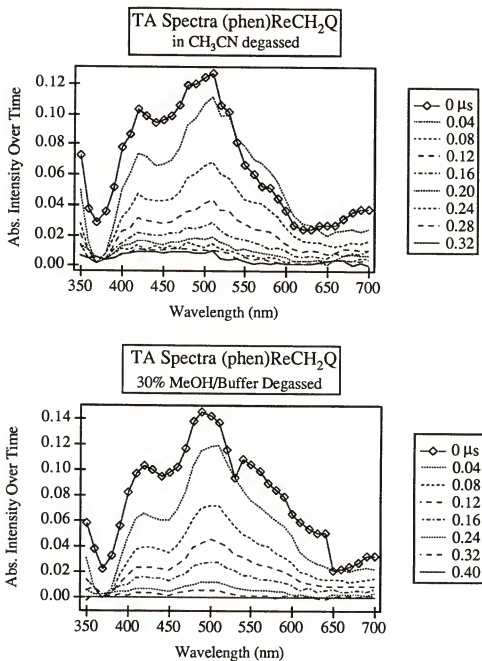 TA Spectra (phen)ReCH₂Q
in CH₃CN degassed
Abs. Intensity Over Time
0.12
0.10
0.08
0.06
0.04
0.02
0.00
350 400 450 500 550 600 650 700
Wavelength (nm)
0 µs
0.04
0.08
0.12
0.16
0.20
0.24
0.28
0.32
TA Spectra (phen)ReCH₂Q
30% MeOH/Buffer Degassed
Abs. Intensity Over Time
0.14
0.12
0.10
0.08
0.06
0.04
0.02
0.00
350 400 450 500 550 600 650 700
Wavelength (nm)
0 µs
0.04
0.08
0.12
0.16
0.24
0.32
0.40